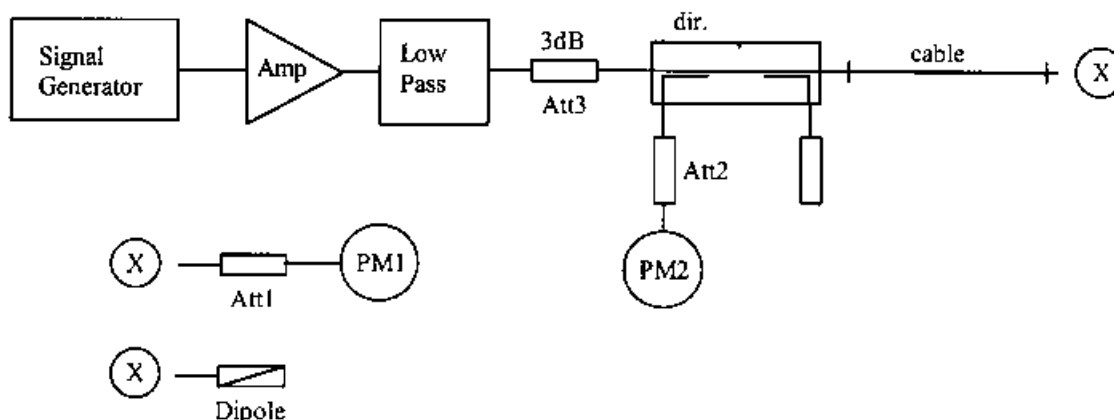 Signal
Generator
Amp
Low
Pass
3dB
Att3
dir.
cable
X
Att2
PM2
X
Att1
PM1
X
Dipole